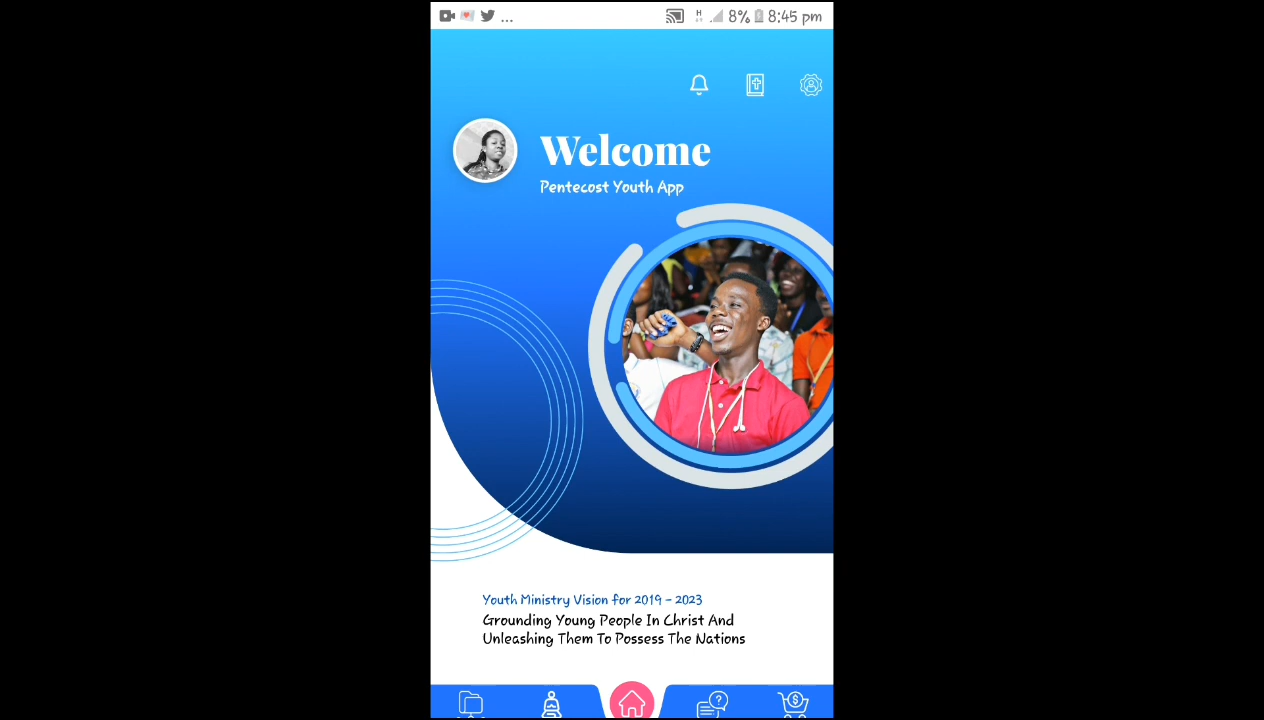 ... H 8% 8:45 pm
Welcome
Pentecost Youth App
Youth Ministry Vision for 2019 - 2023
Grounding Young People In Christ And
Unleashing Them To Possess The Nations